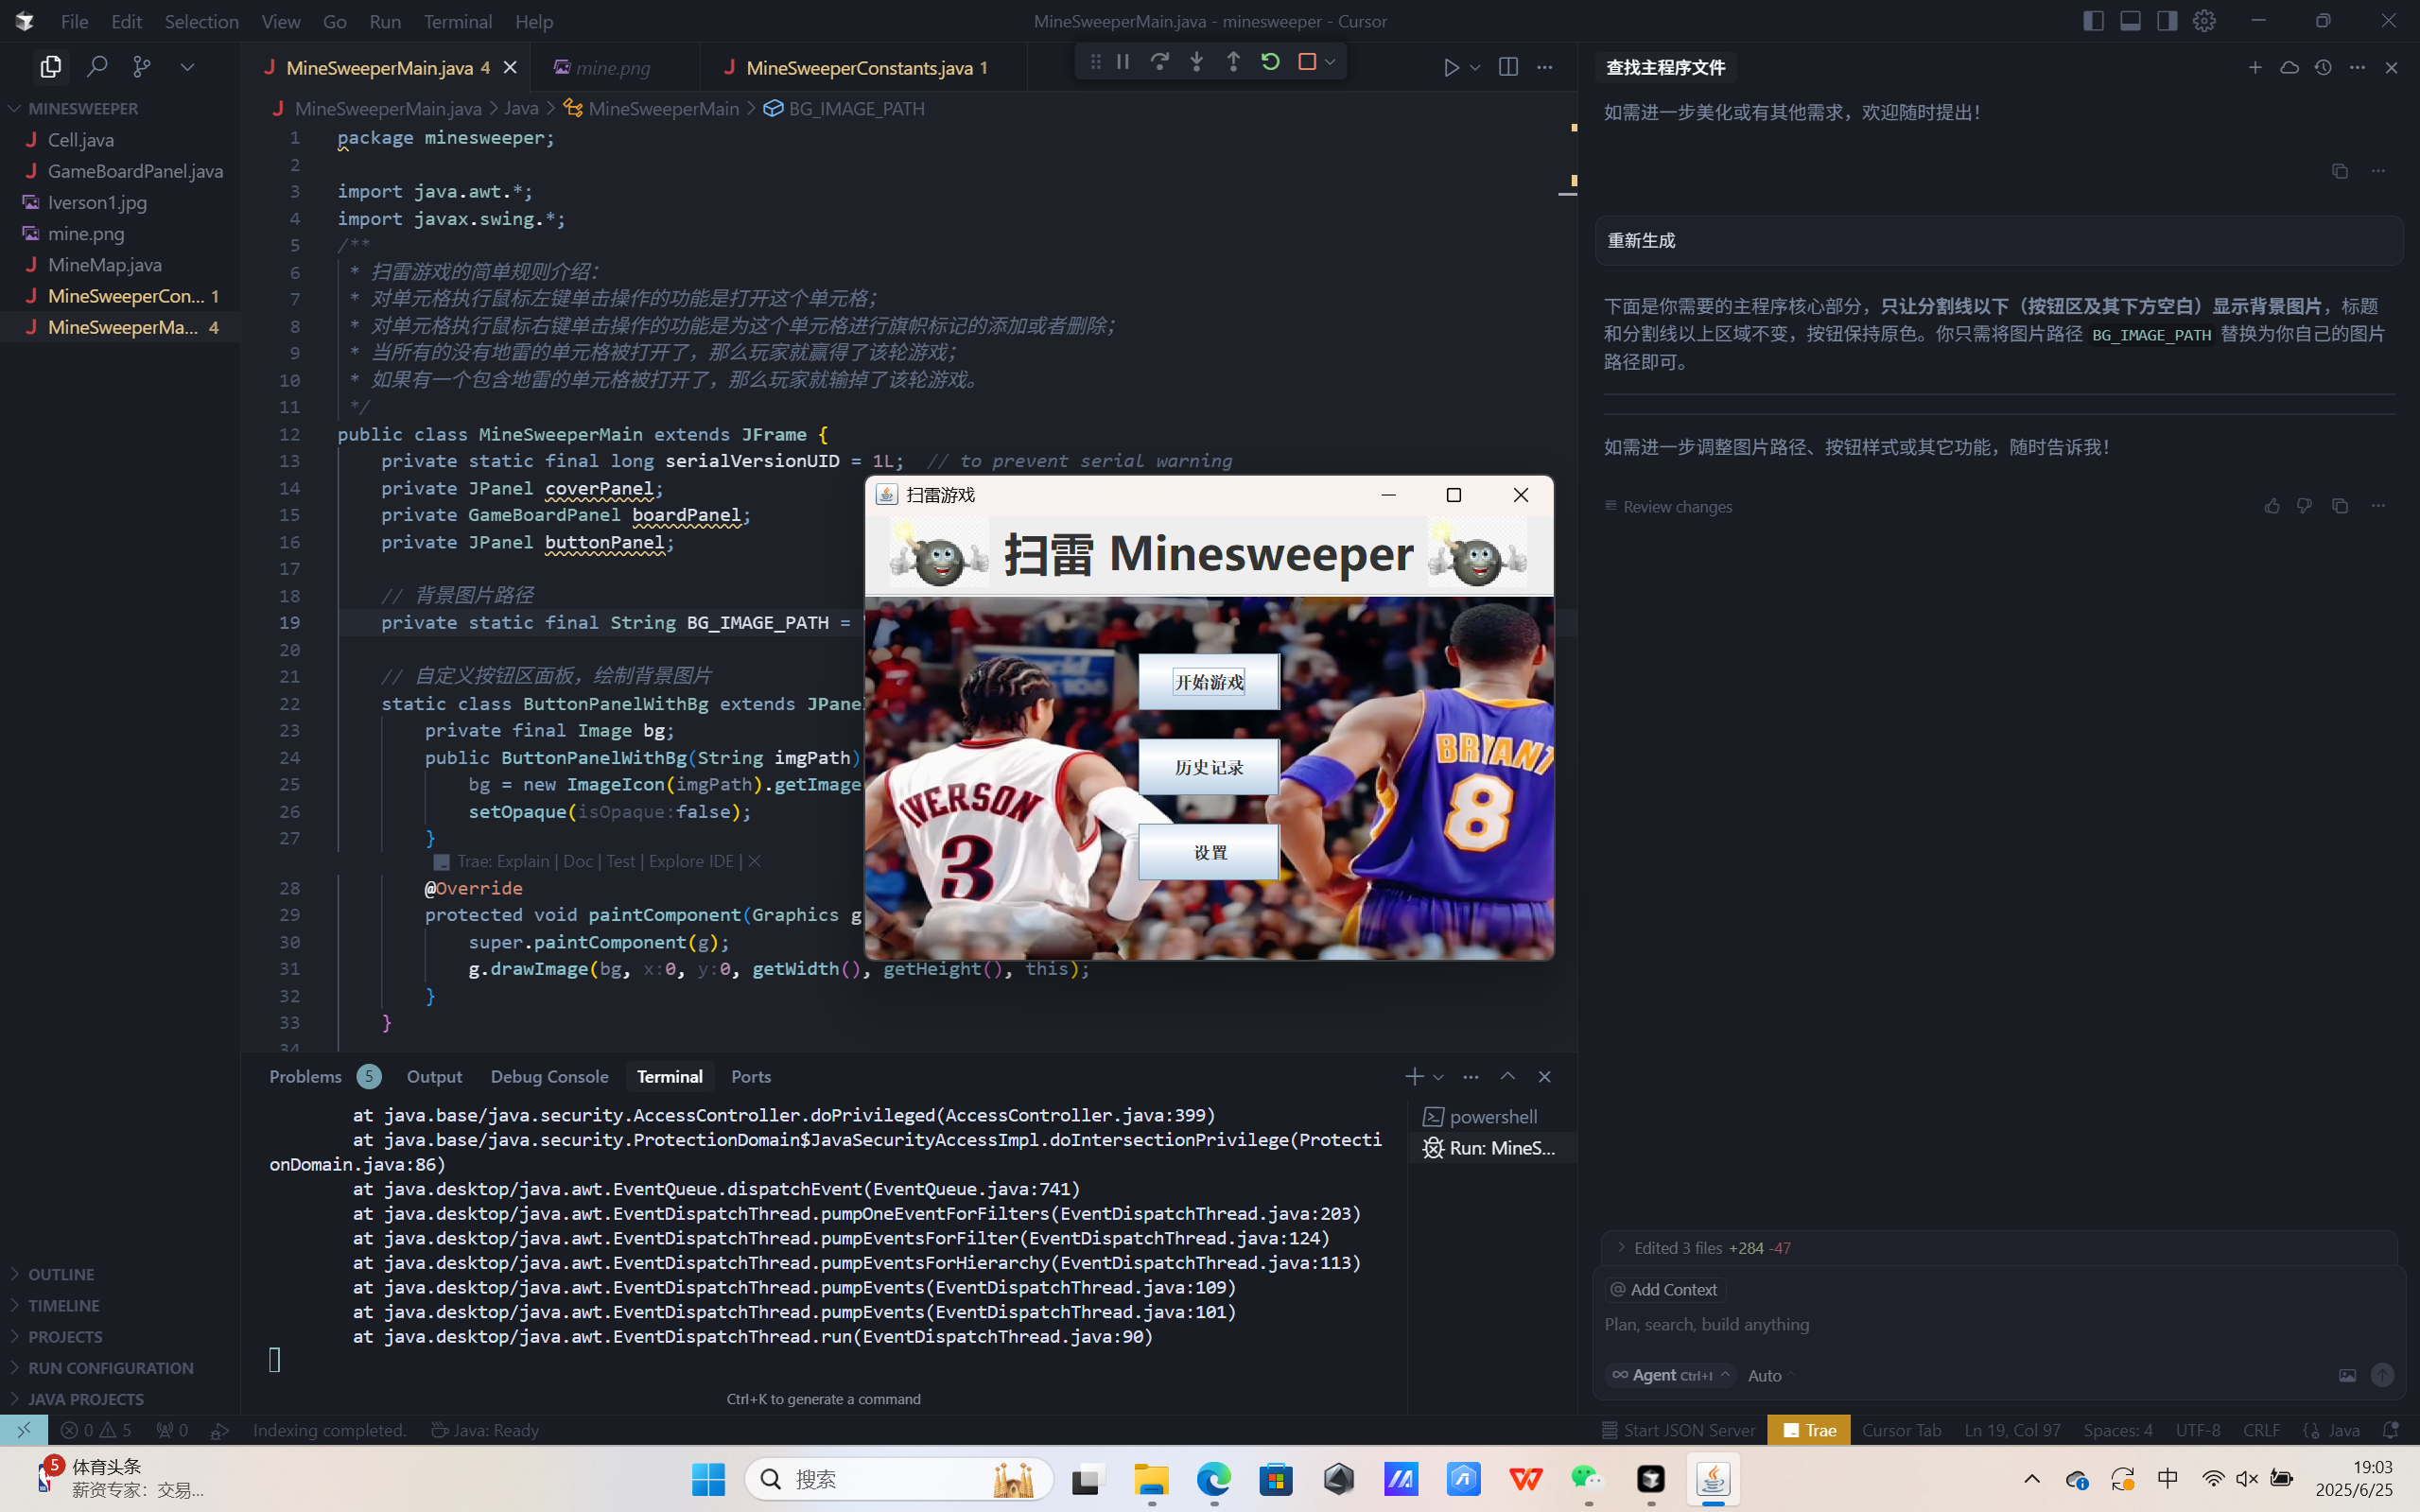 File Edit Selection View Go Run Terminal Help
MineSweeperMain.java - minesweeper - Cursor
MineSweeperMain.java 4
mine.png
MineSweeperConstants.java 1
MINESWEEPER
Cell.java
GameBoardPanel.java
Iverson1.jpg
mine.png
MineMap.java
MineSweeperCon... 1
MineSweeperMa... 4
OUTLINE
TIMELINE
PROJECTS
RUN CONFIGURATION
JAVA PROJECTS
MineSweeperMain.java > Java > MineSweeperMain > BG_IMAGE_PATH
1 package minesweeper;
2
3 import java.awt.*;
4 import javax.swing.*;
5 /**
6 * 扫雷游戏的简单规则介绍：
7 * 对单元格执行鼠标左键单击操作的功能是打开这个单元格；
8 * 对单元格执行鼠标右键单击操作的功能是为这个单元格进行旗帜标记的添加或者删除；
9 * 当所有的没有地雷的单元格被打开了，那么玩家就赢得了该轮游戏；
10 * 如果有一个包含地雷的单元格被打开了，那么玩家就输掉了该轮游戏。
11 */
12 public class MineSweeperMain extends JFrame {
13 private static final long serialVersionUID = 1L; // to prevent serial warning
14 private JPanel coverPanel;
15 private GameBoardPanel boardPanel;
16 private JPanel buttonPanel;
17
18 // 背景图片路径
19 private static final String BG_IMAGE_PATH =
20
21 // 自定义按钮区面板，绘制背景图片
22 static class ButtonPanelWithBg extends JPane
23 private final Image bg;
24 public ButtonPanelWithBg(String imgPath)
25 bg = new ImageIcon(imgPath).getImage
26 setOpaque(isOpaque:false);
27 }
Trae: Explain | Doc | Test | Explore IDE |
28 @Override
29 protected void paintComponent(Graphics g
30 super.paintComponent(g);
31 g.drawImage(bg, x:0, y:0, getWidth(), getHeight(), this);
32 }
33 }
34
扫雷游戏
扫雷 Minesweeper
开始游戏
历史记录
设置
IVERSON
3
BRYANT
8
Problems 5 Output Debug Console Terminal Ports
at java.base/java.security.AccessController.doPrivileged(AccessController.java:399)
at java.base/java.security.ProtectionDomain$JavaSecurityAccessImpl.doIntersectionPrivilege(Protecti
onDomain.java:86)
at java.desktop/java.awt.EventQueue.dispatchEvent(EventQueue.java:741)
at java.desktop/java.awt.EventDispatchThread.pumpOneEventForFilters(EventDispatchThread.java:203)
at java.desktop/java.awt.EventDispatchThread.pumpEventsForFilter(EventDispatchThread.java:124)
at java.desktop/java.awt.EventDispatchThread.pumpEventsForHierarchy(EventDispatchThread.java:113)
at java.desktop/java.awt.EventDispatchThread.pumpEvents(EventDispatchThread.java:109)
at java.desktop/java.awt.EventDispatchThread.pumpEvents(EventDispatchThread.java:101)
at java.desktop/java.awt.EventDispatchThread.run(EventDispatchThread.java:90)
Ctrl+K to generate a command
powershell
Run: MineS...
查找主程序文件
如需进一步美化或有其他需求，欢迎随时提出！
重新生成
下面是你需要的主程序核心部分，只让分割线以下（按钮区及其下方空白）显示背景图片，标题
和分割线以上区域不变，按钮保持原色。你只需将图片路径 BG_IMAGE_PATH 替换为你自己的图片
路径即可。
如需进一步调整图片路径、按钮样式或其它功能，随时告诉我！
Review changes
Edited 3 files +284 -47
@ Add Context
Plan, search, build anything
Agent Ctrl+I Auto
0 5 0 Indexing completed. Java: Ready
Start JSON Server Trae Cursor Tab Ln 19, Col 97 Spaces: 4 UTF-8 CRLF {} Java
5
体育头条
薪资专家：交易...
搜索
中
19:03
2025/6/25